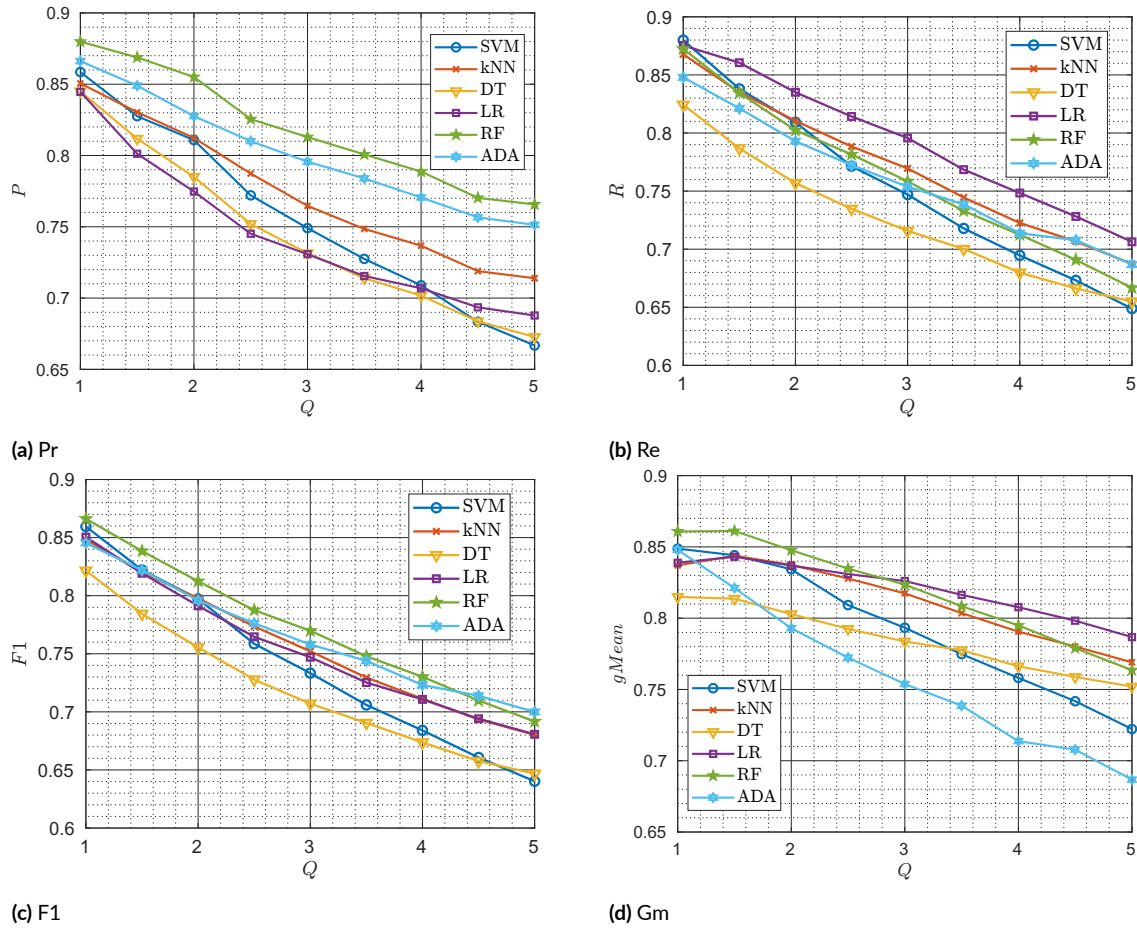 0.9
0.85
0.8
0.75
0.7
0.65
P
1 2 3 4 5
Q
SVM
kNN
DT
LR
RF
ADA
(a) Pr
0.9
0.85
0.8
0.75
0.7
0.65
0.6
R
1 2 3 4 5
Q
SVM
kNN
DT
LR
RF
ADA
(b) Re
0.9
0.85
0.8
0.75
0.7
0.65
0.6
F1
1 2 3 4 5
Q
SVM
kNN
DT
LR
RF
ADA
(c) F1
0.9
0.85
0.8
0.75
0.7
0.65
gMean
1 2 3 4 5
Q
SVM
kNN
DT
LR
RF
ADA
(d) Gm